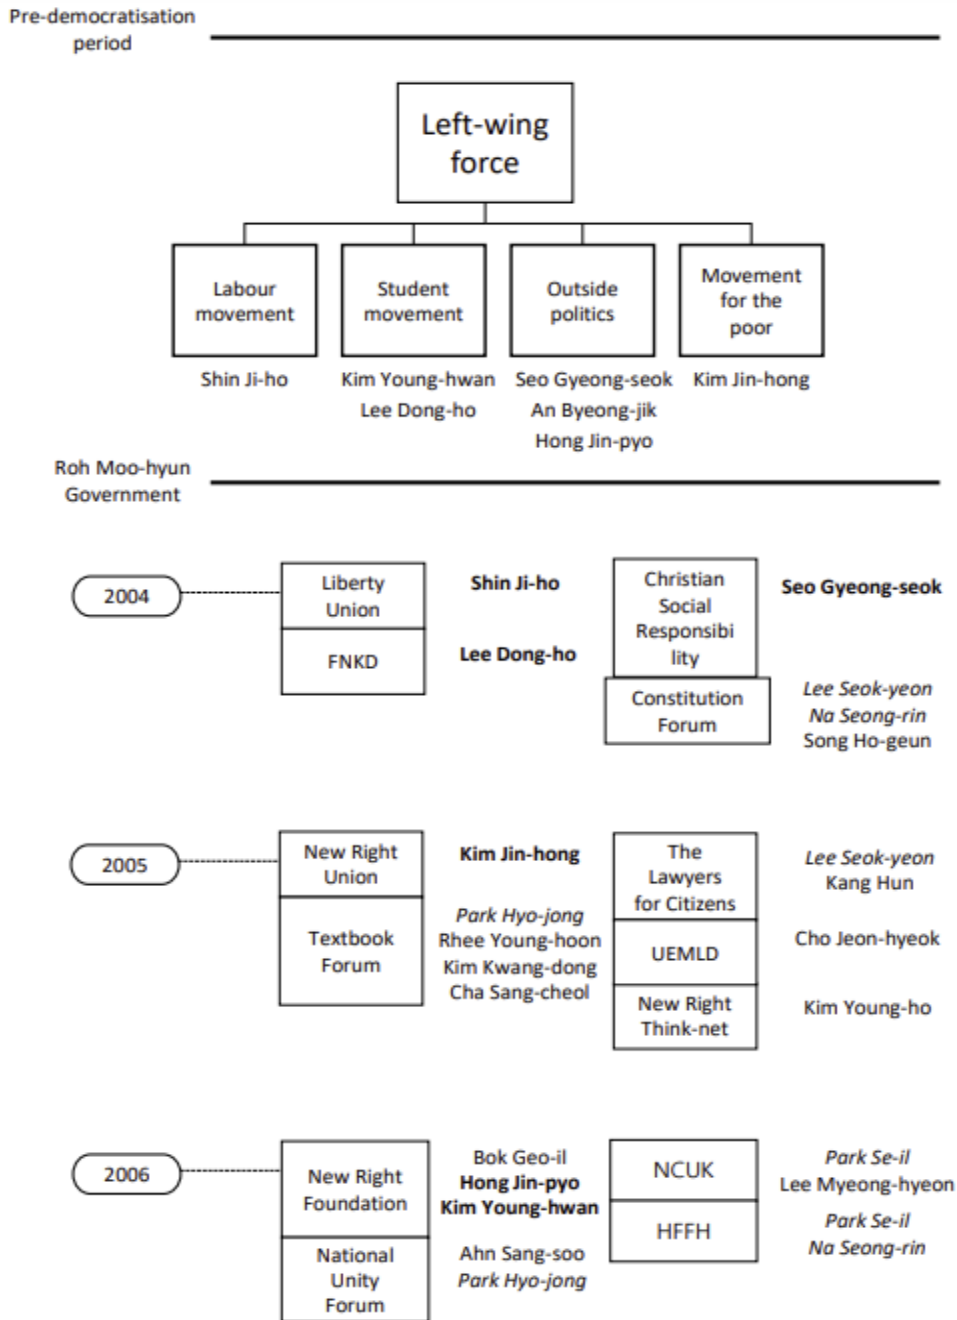 Pre-democratisation
period
Left-wing
force
Labour
movement
Student
movement
Outside
politics
Movement
for the
poor
Shin Ji-ho
Kim Young-hwan
Lee Dong-ho
Seo Gyeong-seok
An Byeong-jik
Hong Jin-pyo
Kim Jin-hong
Roh Moo-hyun
Government
2004
Liberty
Union
Shin Ji-ho
FNKD
Lee Dong-ho
Christian
Social
Responsibi
lity
Seo Gyeong-seok
Constitution
Forum
Lee Seok-yeon
Na Seong-rin
Song Ho-geun
2005
New Right
Union
Kim Jin-hong
Textbook
Forum
Park Hyo-jong
Rhee Young-hoon
Kim Kwang-dong
Cha Sang-cheol
The
Lawyers
for Citizens
Lee Seok-yeon
Kang Hun
UEMLD
Cho Jeon-hyeok
New Right
Think-net
Kim Young-ho
2006
New Right
Foundation
Bok Geo-il
Hong Jin-pyo
Kim Young-hwan
National
Unity
Forum
Ahn Sang-soo
Park Hyo-jong
NCUK
Park Se-il
Lee Myeong-hyeon
HFFH
Park Se-il
Na Seong-rin